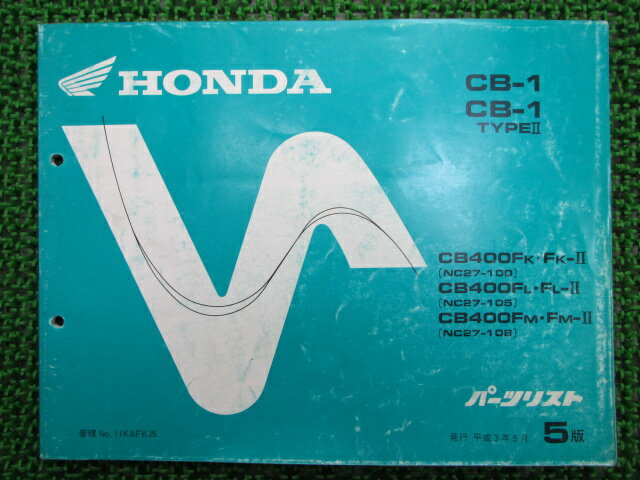 HONDA
CB-1
CB-1
TYPEⅡ
CB400FK・FK-Ⅱ
[NC27-100]
CB400FL・FL-Ⅱ
[NC27-105]
CB400FM・FM-Ⅱ
[NC27-108]
パーツリスト
管理 No. 11KAFKJ5
発行 平成3年5月 5版